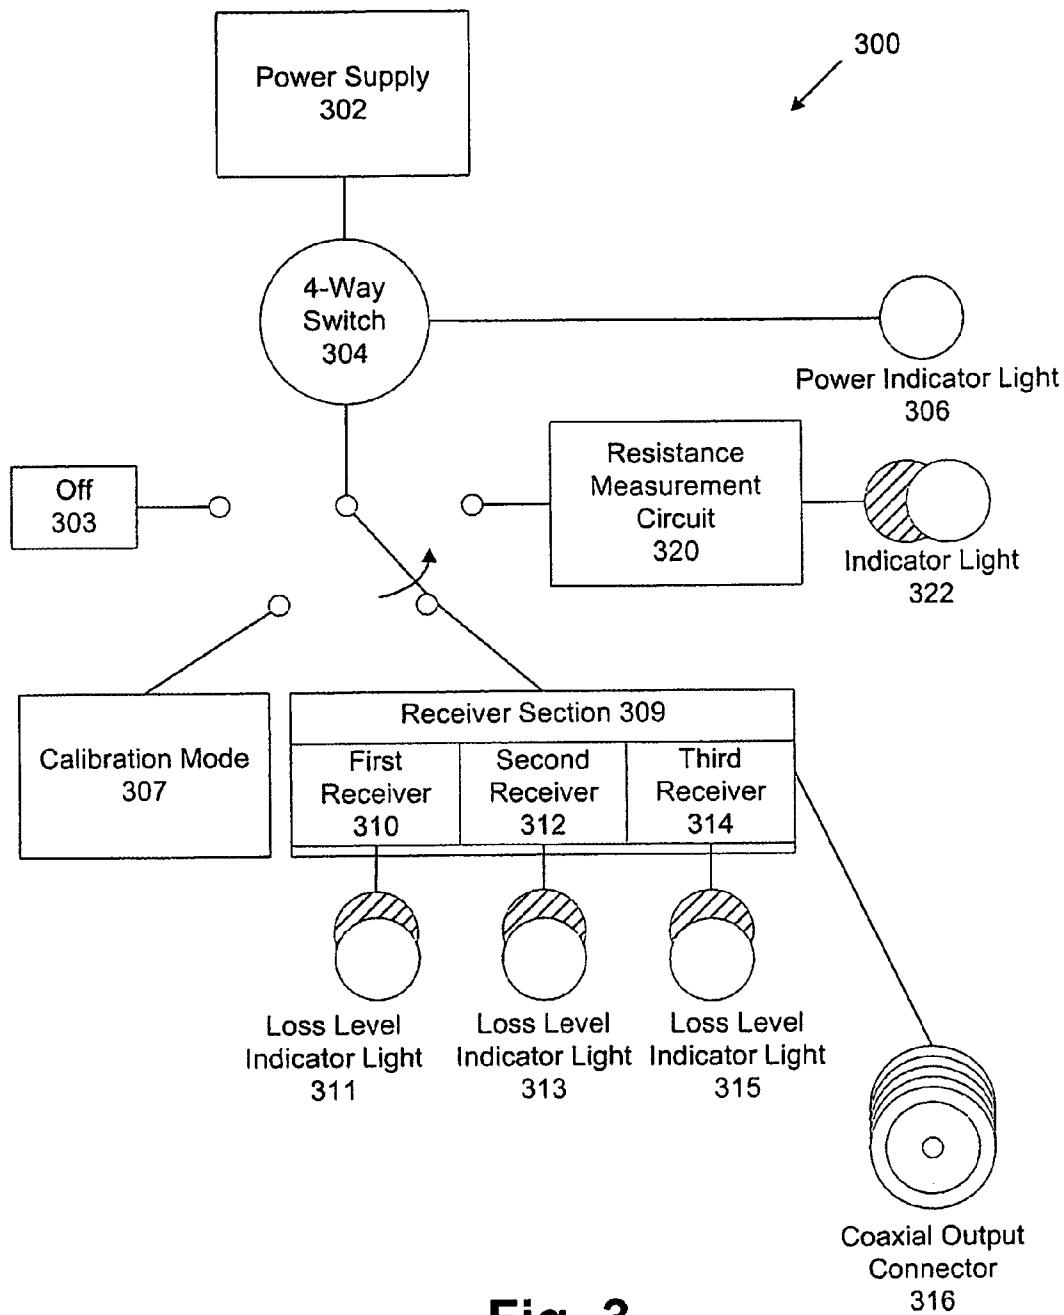 300
Power Supply
302
4-Way
Switch
304
Power Indicator Light
306
Off
303
Resistance
Measurement
Circuit
320
Indicator Light
322
Calibration Mode
307
Receiver Section 309
First
Receiver
310
Second
Receiver
312
Third
Receiver
314
Loss Level
Indicator Light
311
Loss Level
Indicator Light
313
Loss Level
Indicator Light
315
Coaxial Output
Connector
316
Fig. 3